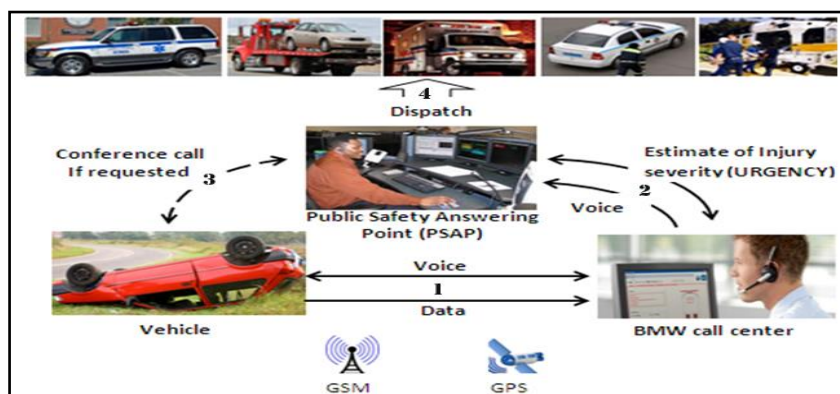 4
Dispatch
Conference call
If requested
3
Estimate of Injury
severity (URGENCY)
2
Voice
Public Safety Answering
Point (PSAP)
Voice
1
Data
Vehicle
BMW call center
GSM
GPS